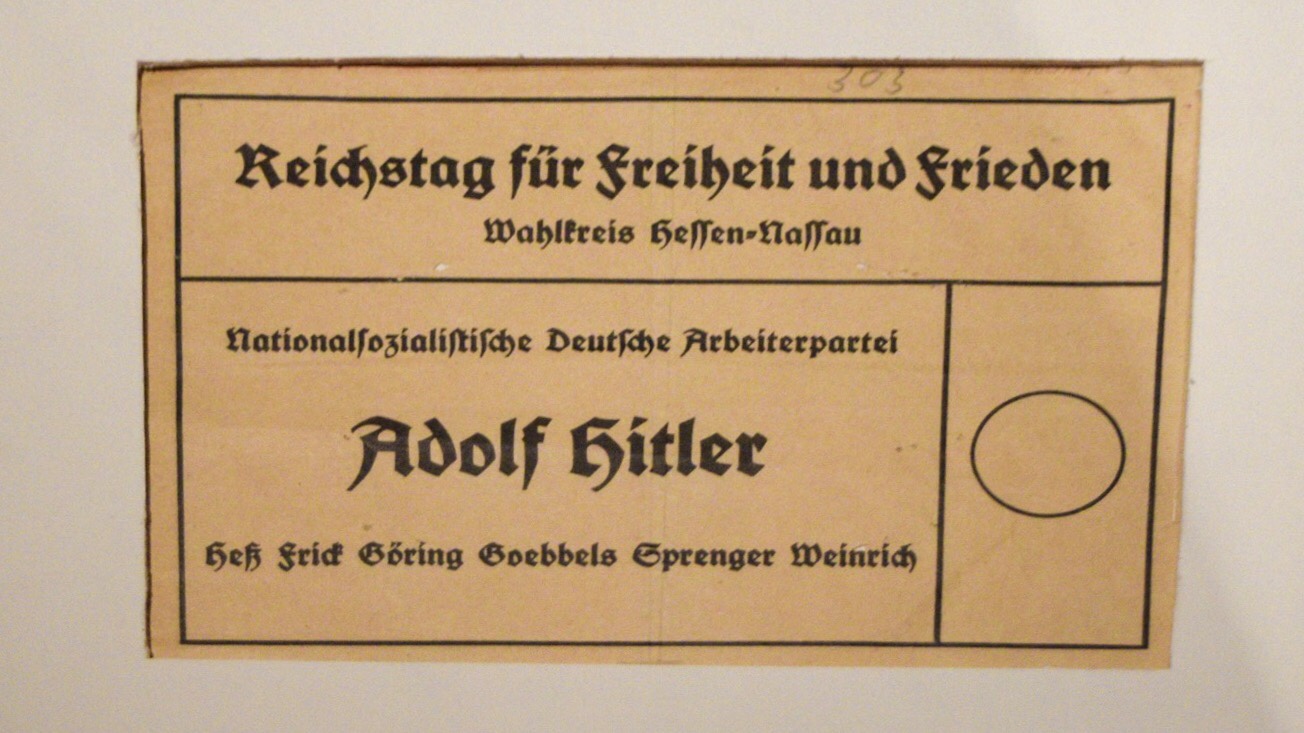 303
Reichstag für Freiheit und Frieden
Wahlkreis Hessen-Nassau
Nationalsozialistische Deutsche Arbeiterpartei
Adolf Hitler
Heß Frick Göring Goebbels Sprenger Weinrich